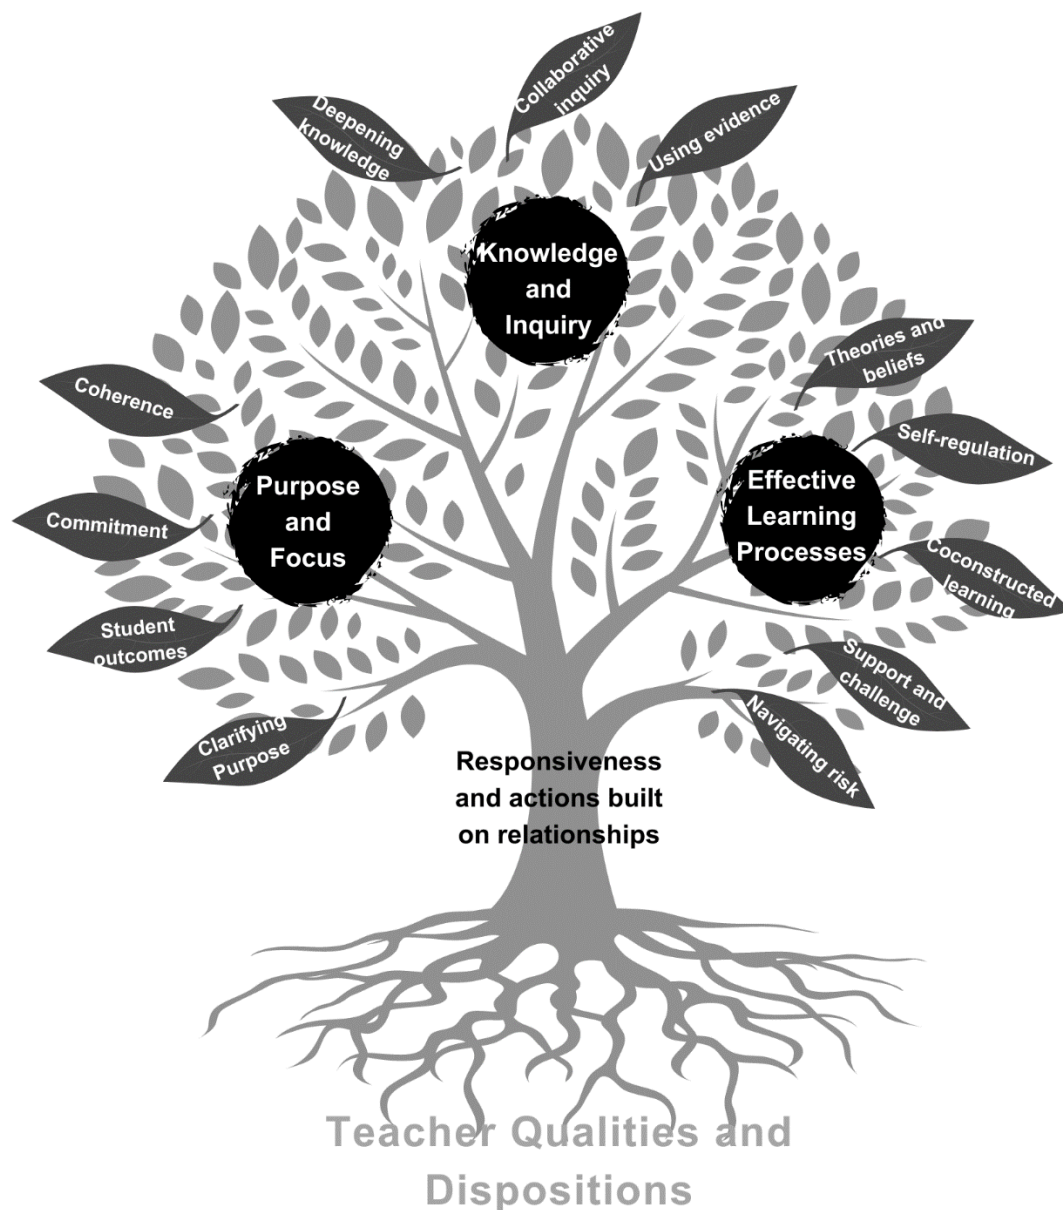 Collaborative
inquiry
Deepening
knowledge
Using evidence
Knowledge
and
Inquiry
Theories and
beliefs
Coherence
Self-regulation
Purpose
and
Focus
Effective
Learning
Processes
Commitment
Coconstructed
learning
Student
outcomes
Support and
challenge
Clarifying
Purpose
Navigating risk
Responsiveness
and actions built
on relationships
Teacher Qualities and
Dispositions